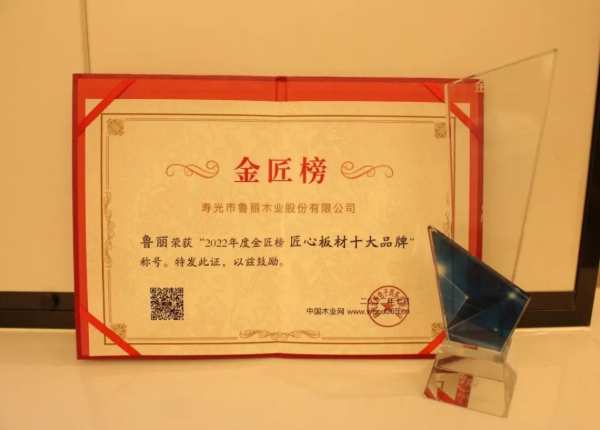 金匠榜
寿光市鲁丽木业股份有限公司
鲁丽荣获“2022年度金匠榜 匠心板材十大品牌”
称号。特发此证，以兹鼓励。
中国木业网
金